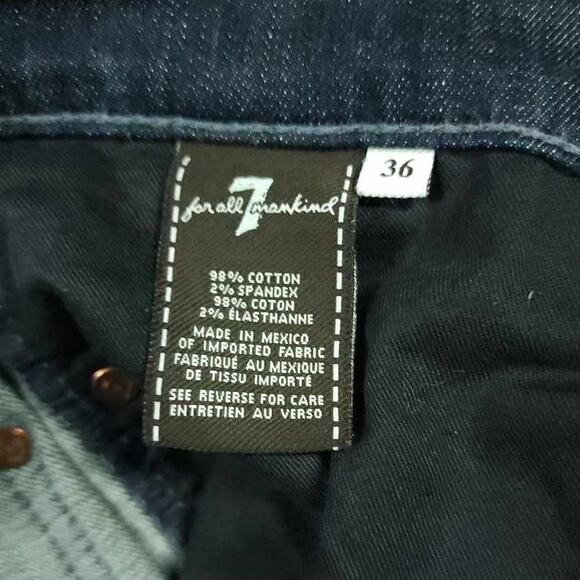 7
for all mankind
36
98% COTTON
2% SPANDEX
98% COTON
2% ÉLASTHANNE
MADE IN MEXICO
OF IMPORTED FABRIC
FABRIQUÉ AU MEXIQUE
DE TISSU IMPORTÉ
SEE REVERSE FOR CARE
ENTRETIEN AU VERSO